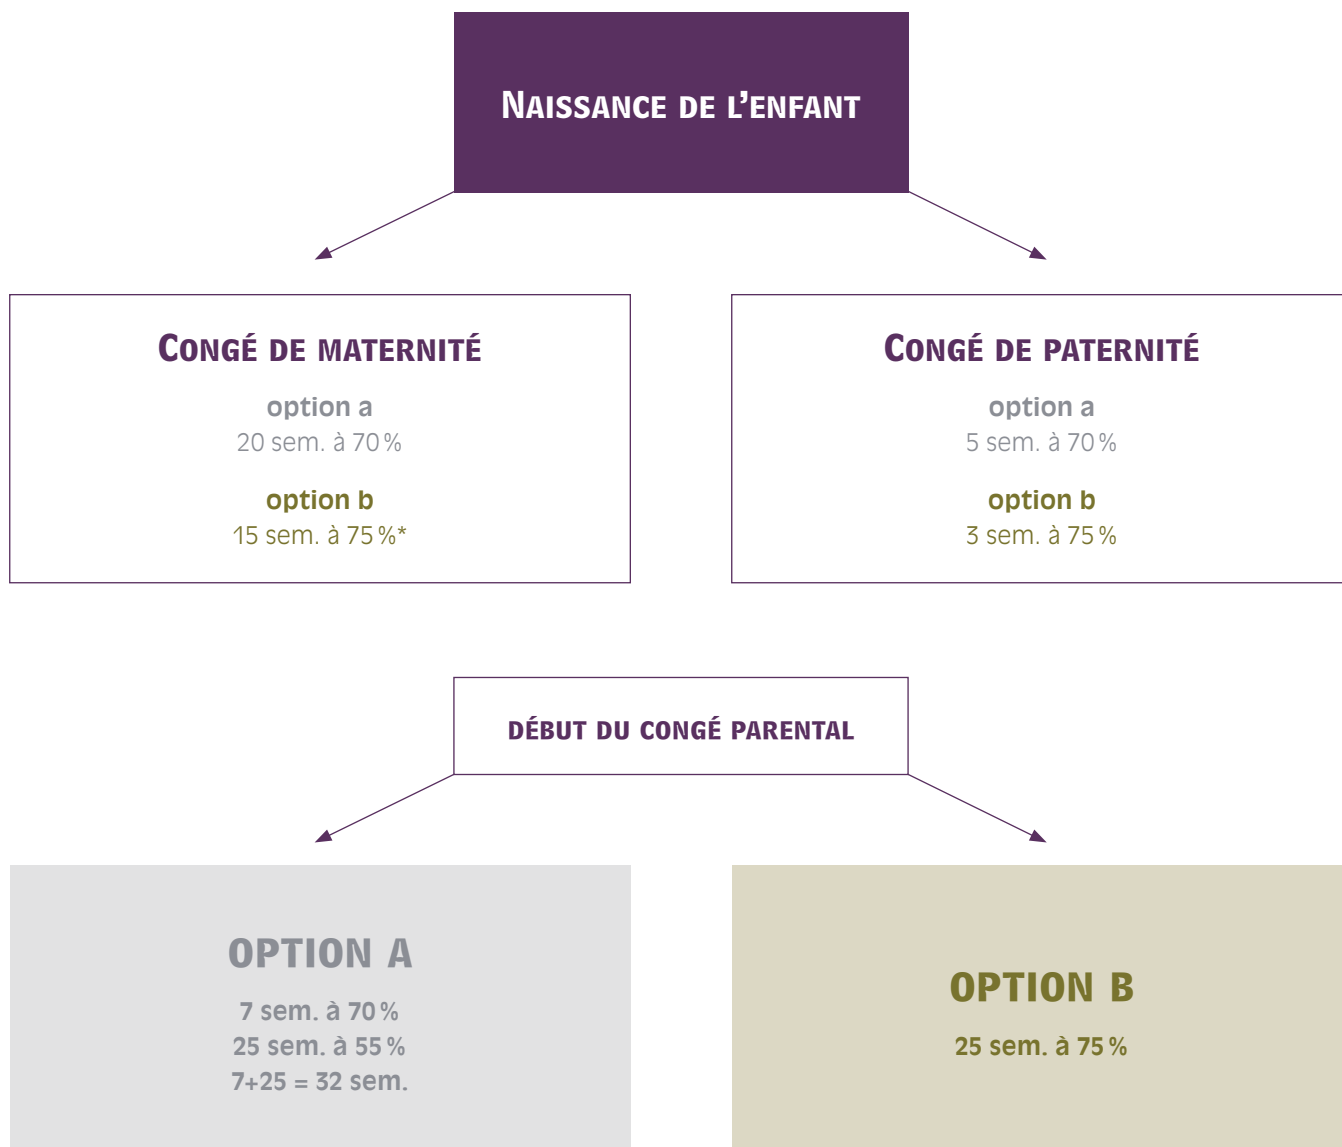 Naissance de l’enfant
Congé de maternité
option a
20 sem. à 70 %
option b
15 sem. à 75 %*
Congé de paternité
option a
5 sem. à 70 %
option b
3 sem. à 75 %
début du congé parental
OPTION A
7 sem. à 70 %
25 sem. à 55 %
7+25 = 32 sem.
OPTION B
25 sem. à 75 %